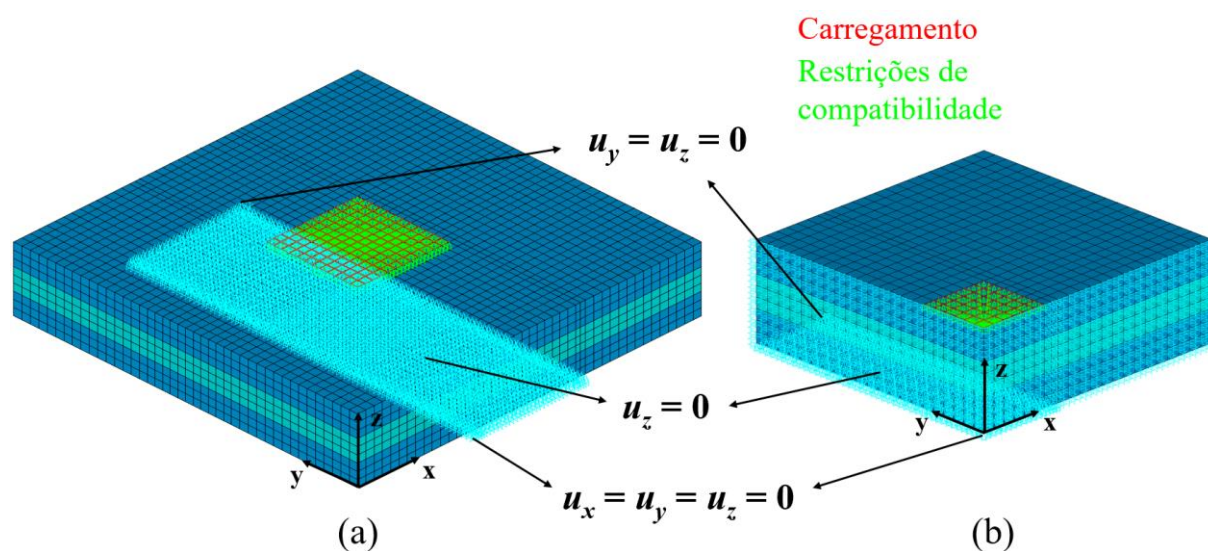 Carregamento
Restrições de
compatibilidade
u_y = u_z = 0
z
y
x
z
y
x
u_z = 0
u_x = u_y = u_z = 0
(a)
(b)